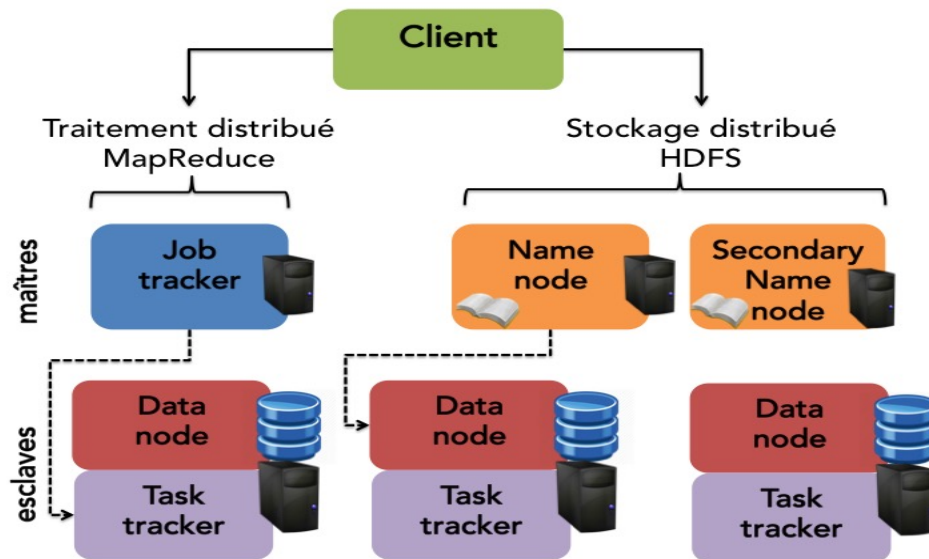 Client
Traitement distribué
MapReduce
Stockage distribué
HDFS
maîtres
Job
tracker
Name
node
Secondary
Name
node
esclaves
Data
node
Task
tracker
Data
node
Task
tracker
Data
node
Task
tracker